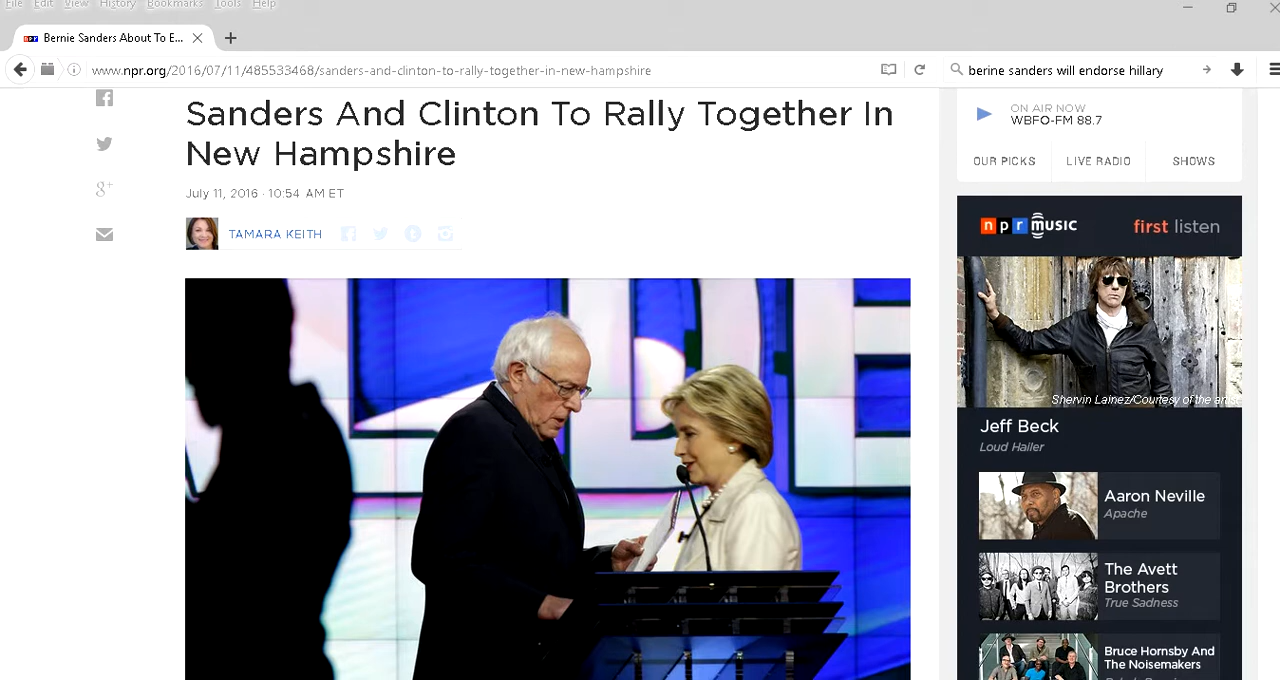 File Edit View History Bookmarks Tools Help
Bernie Sanders About To E...
www.npr.org/2016/07/11/485533468/sanders-and-clinton-to-rally-together-in-new-hampshire
berine sanders will endorse hillary
Sanders And Clinton To Rally Together In
New Hampshire
July 11, 2016 · 10:54 AM ET
TAMARA KEITH
ON AIR NOW
WBFO-FM 88.7
OUR PICKS
LIVE RADIO
SHOWS
npr music
first listen
Shervin Lainez/Courtesy of the artist
Jeff Beck
Loud Hailer
Aaron Neville
Apache
The Avett
Brothers
True Sadness
Bruce Hornsby And
The Noisemakers